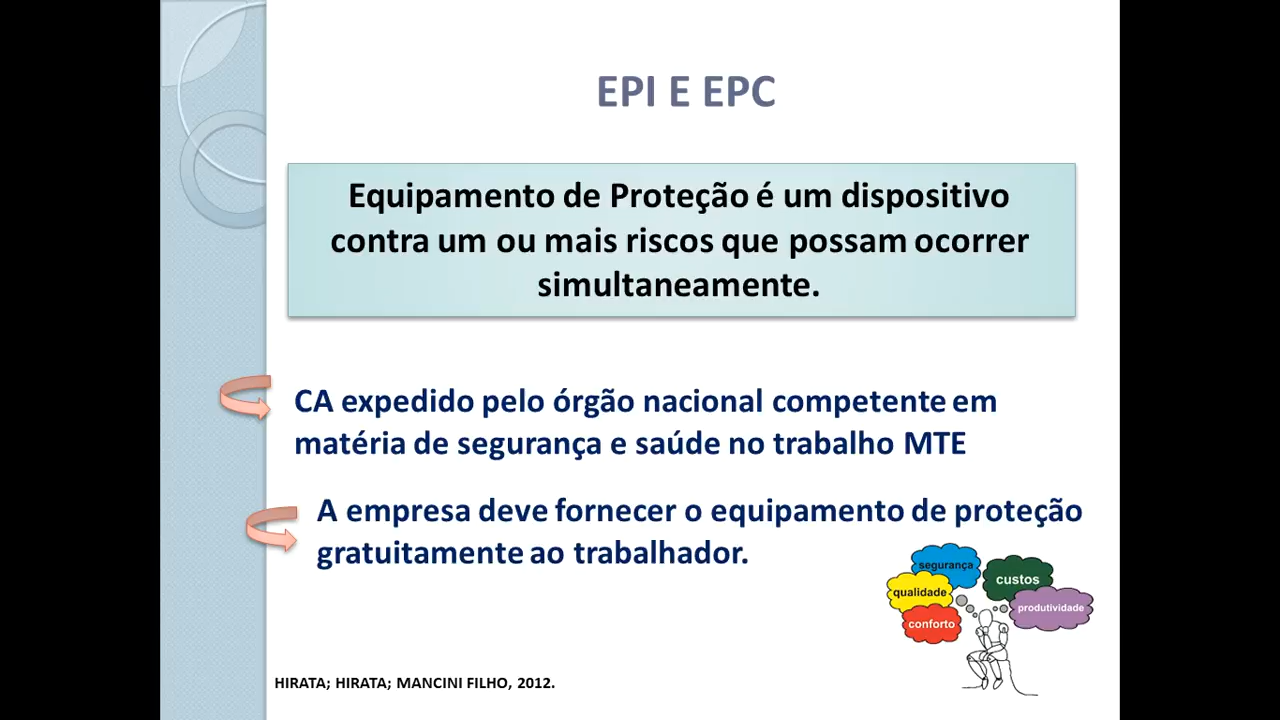 EPI E EPC
Equipamento de Proteção é um dispositivo
contra um ou mais riscos que possam ocorrer
simultaneamente.
CA expedido pelo órgão nacional competente em
matéria de segurança e saúde no trabalho MTE
A empresa deve fornecer o equipamento de proteção
gratuitamente ao trabalhador.
segurança
custos
qualidade
produtividade
conforto
HIRATA; HIRATA; MANCINI FILHO, 2012.